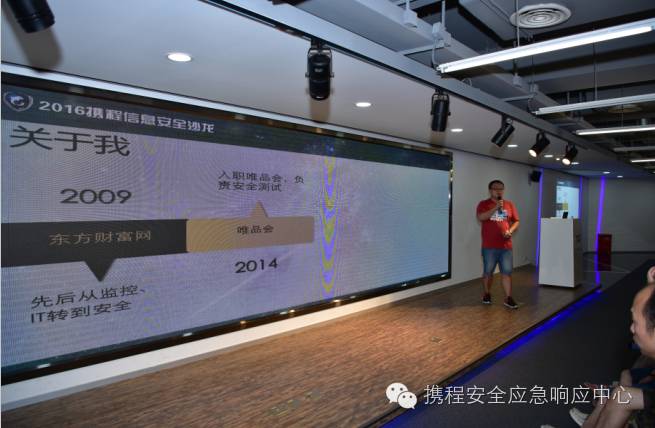 2016携程信息安全沙龙
关于我
2009
入职唯品会、负
责安全测试
东方财富网
唯品会
2014
先后从监控、
IT转到安全
携程安全应急响应中心